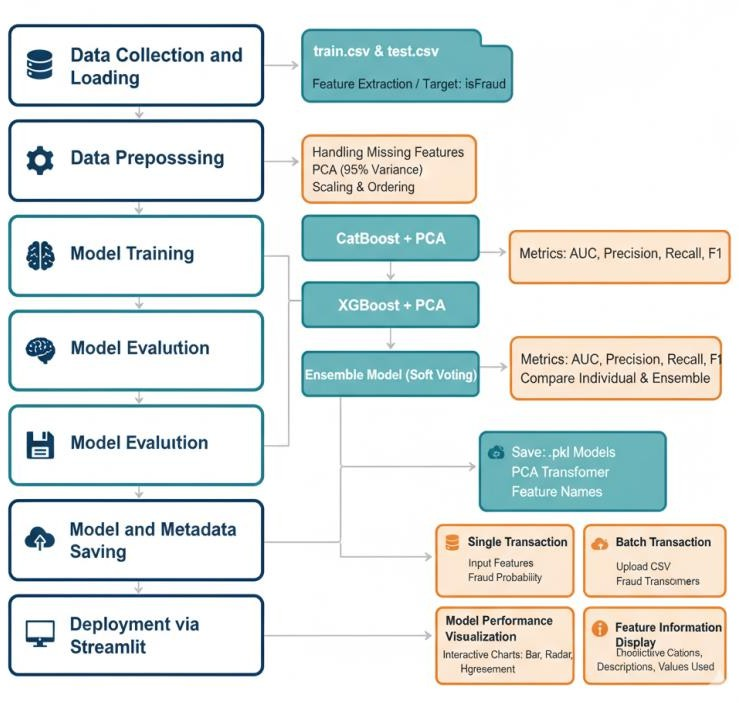 Data Collection and
Loading
train.csv & test.csv
Feature Extraction / Target: isFraud
Data Preposssing
Handling Missing Features
PCA (95% Variance)
Scaling & Ordering
Model Training
CatBoost + PCA
Metrics: AUC, Precision, Recall, F1
XGBoost + PCA
Model Evalution
Ensemble Model (Soft Voting)
Metrics: AUC, Precision, Recall, F1
Compare Individual & Ensemble
Model Evalution
Save: .pkl Models
PCA Transfomer
Feature Names
Model and Metadata
Saving
Single Transaction
Input Features
Fraud Probability
Batch Transaction
Upload CSV
Fraud Transomers
Deployment via
Streamlit
Model Performance
Visualization
Interactive Charts: Bar, Radar,
Hgreesement
Feature Information
Display
Descriptions, Values Used